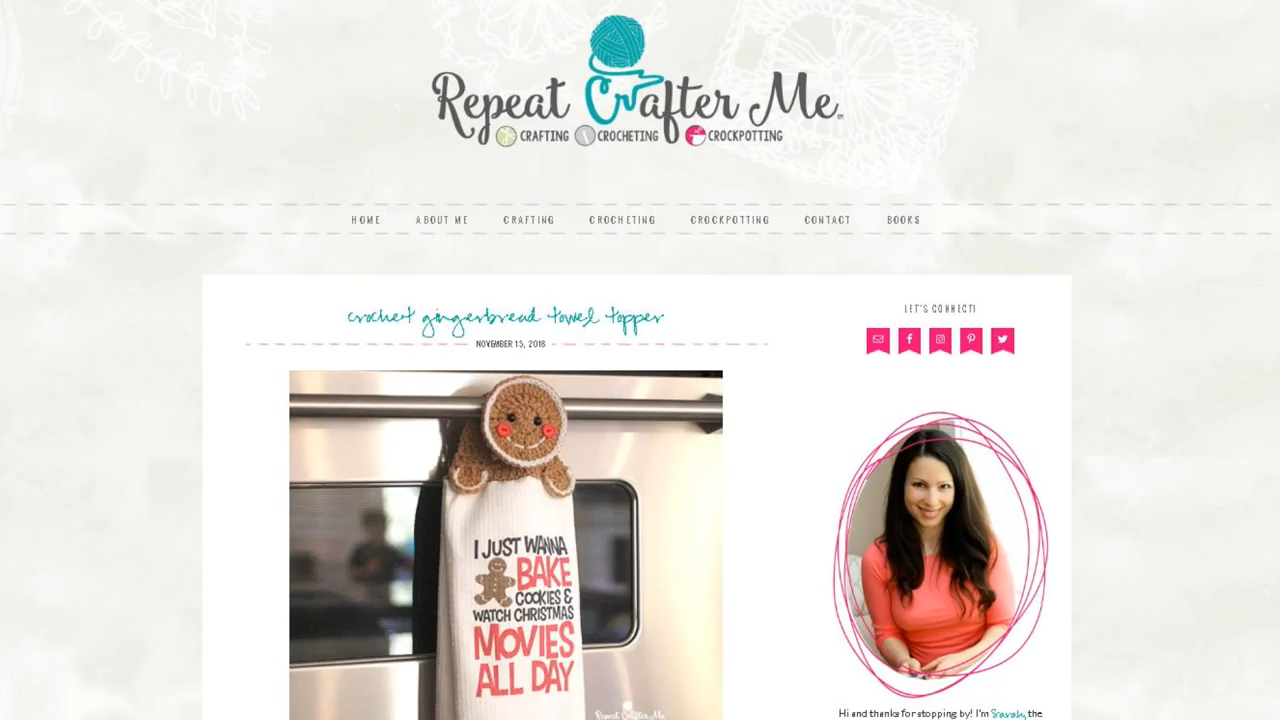 Repeat Crafter Me
CRAFTING CROCHETING CROCKPOTTING
HOME ABOUT ME CRAFTING CROCHETING CROCKPOTTING CONTACT BOOKS
crochet gingerbread towel topper
NOVEMBER 15, 2018
I JUST WANNA
BAKE
COOKIES &
WATCH CHRISTMAS
MOVIES
ALL DAY
Repeat Crafter Me
LET'S CONNECT!
Hi and thanks for stopping by! I'm Sarah, the